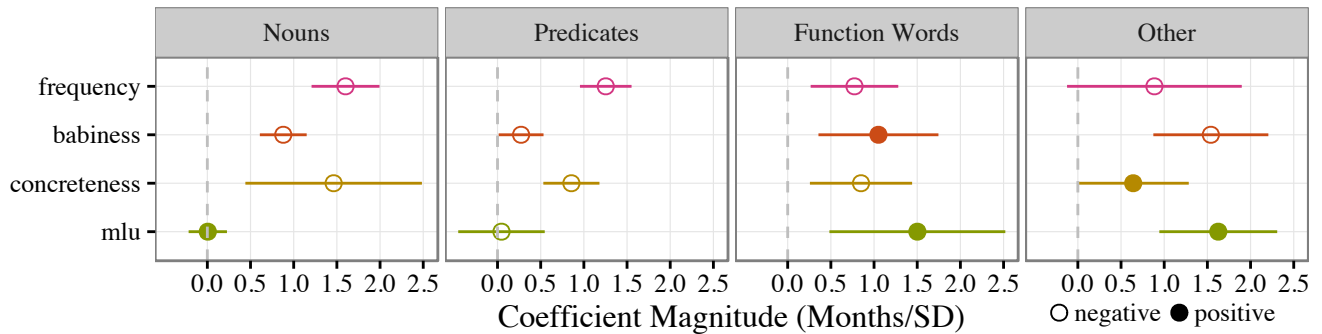 Nouns
Predicates
Function Words
Other
frequency
babiness
concreteness
mlu
0.0 0.5 1.0 1.5 2.0 2.5
0.0 0.5 1.0 1.5 2.0 2.5
0.0 0.5 1.0 1.5 2.0 2.5
0.0 0.5 1.0 1.5 2.0 2.5
Coefficient Magnitude (Months/SD)
negative
positive